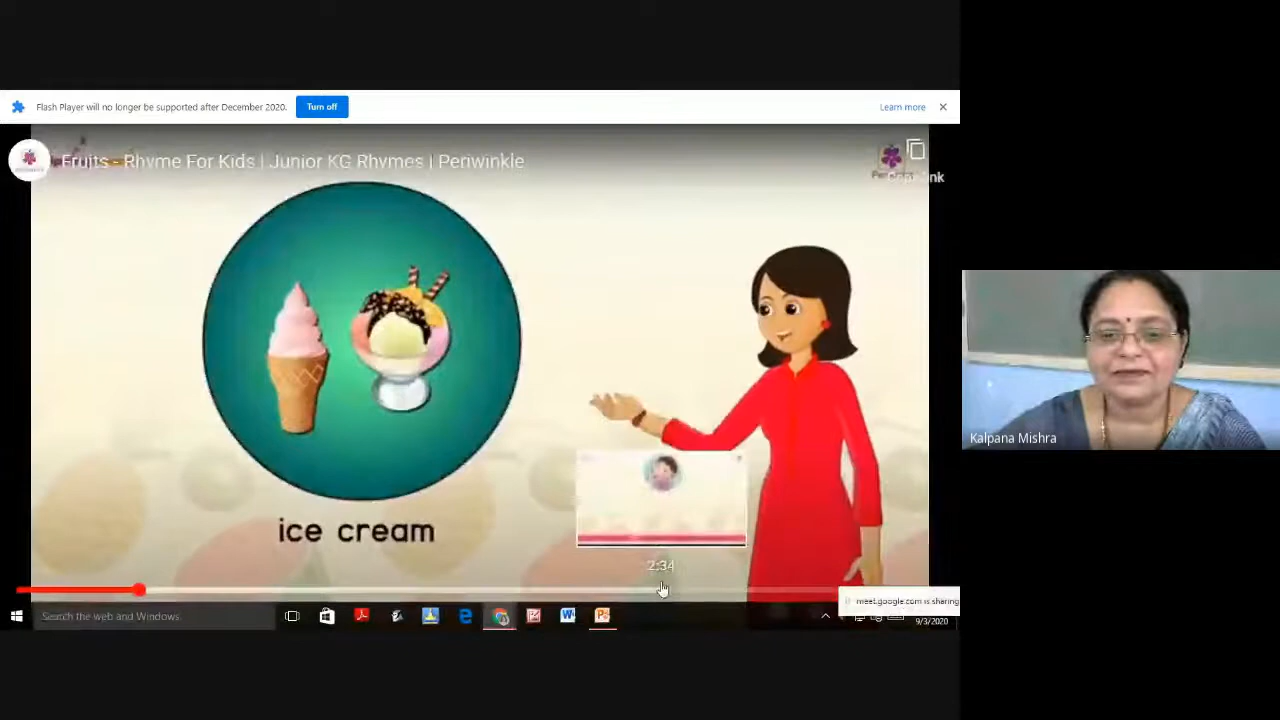 Flash Player will no longer be supported after December 2020. Turn off Learn more
Fruits - Rhyme For Kids | Junior KG Rhymes | Periwinkle
ice cream
2:34
Kalpana Mishra
meet.google.com is sharing
Search the web and Windows
9/3/2020